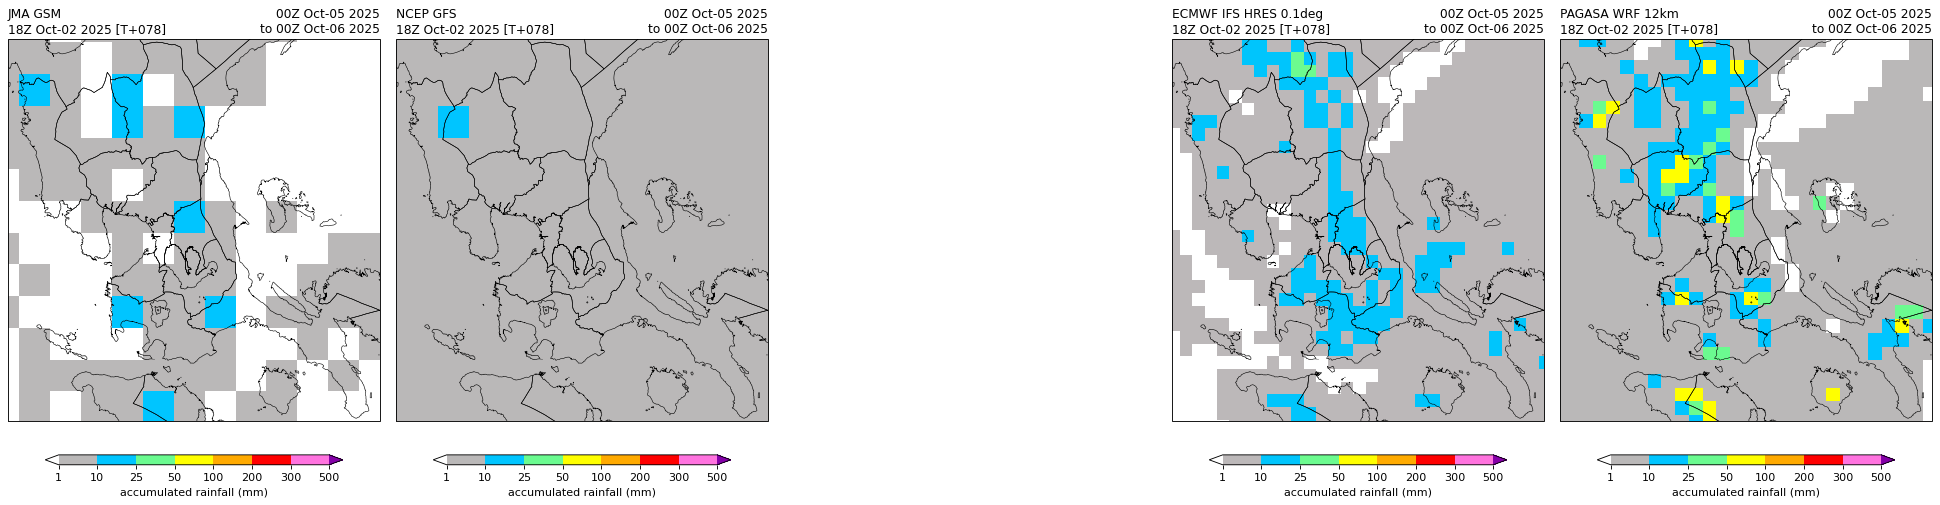 JMA GSM 00Z Oct-05 2025
18Z Oct-02 2025 [T+078] to 00Z Oct-06 2025
1 10 25 50 100 200 300 500
accumulated rainfall (mm)
NCEP GFS 00Z Oct-05 2025
18Z Oct-02 2025 [T+078] to 00Z Oct-06 2025
1 10 25 50 100 200 300 500
accumulated rainfall (mm)
ECMWF IFS HRES 0.1deg 00Z Oct-05 2025
18Z Oct-02 2025 [T+078] to 00Z Oct-06 2025
1 10 25 50 100 200 300 500
accumulated rainfall (mm)
PAGASA WRF 12km 00Z Oct-05 2025
18Z Oct-02 2025 [T+078] to 00Z Oct-06 2025
1 10 25 50 100 200 300 500
accumulated rainfall (mm)